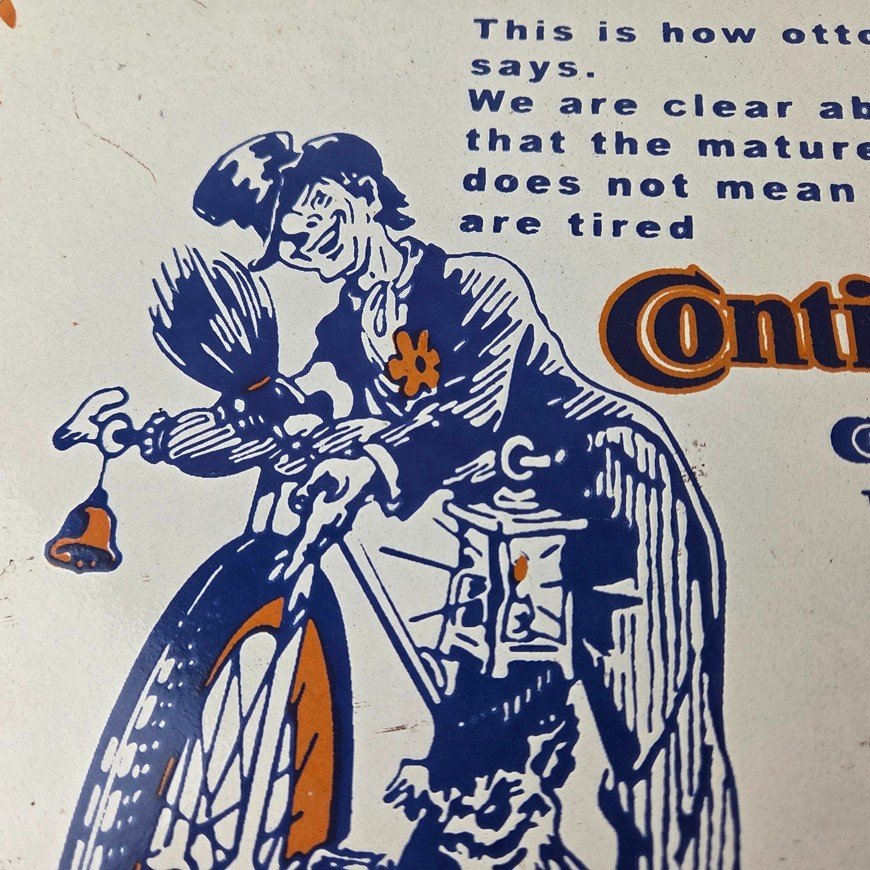 This is how otto
says.
We are clear ab
that the mature
does not mean
are tired
Conti